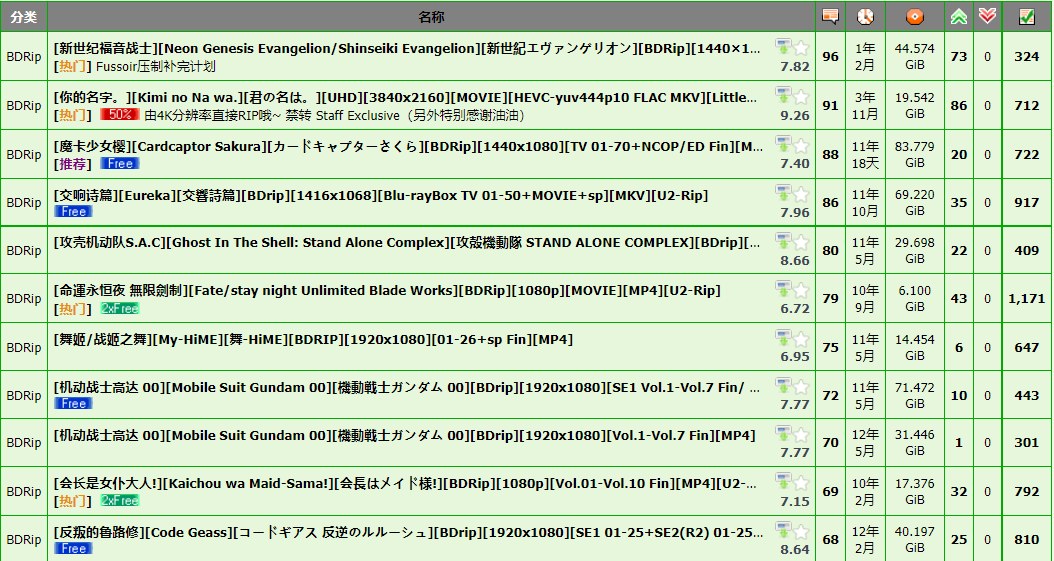 分类 名称
BDRip [新世纪福音战士][Neon Genesis Evangelion/Shinseiki Evangelion][新世紀エヴァンゲリオン][BDRip][1440×1...
[热门] Fussoir压制补完计划
7.82 96 1年2月 44.574 GiB 73 0 324
BDRip [你的名字。][Kimi no Na wa.][君の名は。][UHD][3840x2160][MOVIE][HEVC-yuv444p10 FLAC MKV][Little...
[热门] 50% 由4K分辨率直接RIP哦~ 禁转 Staff Exclusive（另外特别感谢油油）
9.26 91 3年11月 19.542 GiB 86 0 712
BDRip [魔卡少女樱][Cardcaptor Sakura][カードキャプターさくら][BDRip][1440x1080][TV 01-70+NCOP/ED Fin][M...
[推荐] Free
7.40 88 11年18天 83.779 GiB 20 0 722
BDRip [交响诗篇][Eureka][交響詩篇][BDrip][1416x1068][Blu-rayBox TV 01-50+MOVIE+sp][MKV][U2-Rip]
Free
7.96 86 11年10月 69.220 GiB 35 0 917
BDRip [攻壳机动队S.A.C][Ghost In The Shell: Stand Alone Complex][攻殻機動隊 STAND ALONE COMPLEX][BDrip][...
8.66 80 11年5月 29.698 GiB 22 0 409
BDRip [命運永恒夜 無限劍制][Fate/stay night Unlimited Blade Works][BDRip][1080p][MOVIE][MP4][U2-Rip]
[热门] 2xFree
6.72 79 10年9月 6.100 GiB 43 0 1,171
BDRip [舞姬/战姬之舞][My-HiME][舞-HiME][BDRIP][1920x1080][01-26+sp Fin][MP4]
6.95 75 11年5月 14.454 GiB 6 0 647
BDRip [机动战士高达 00][Mobile Suit Gundam 00][機動戦士ガンダム 00][BDrip][1920x1080][SE1 Vol.1-Vol.7 Fin/ ...
Free
7.77 72 11年5月 71.472 GiB 10 0 443
BDRip [机动战士高达 00][Mobile Suit Gundam 00][機動戦士ガンダム 00][BDrip][1920x1080][Vol.1-Vol.7 Fin][MP4]
7.77 70 12年5月 31.446 GiB 1 0 301
BDRip [会长是女仆大人!][Kaichou wa Maid-Sama!][会長はメイド様!][BDRip][1080p][Vol.01-Vol.10 Fin][MP4][U2-...
[热门] 2xFree
7.15 69 10年2月 17.376 GiB 32 0 792
BDRip [反叛的鲁路修][Code Geass][コードギアス 反逆のルルーシュ][BDrip][1920x1080][SE1 01-25+SE2(R2) 01-25...
Free
8.64 68 12年2月 40.197 GiB 25 0 810